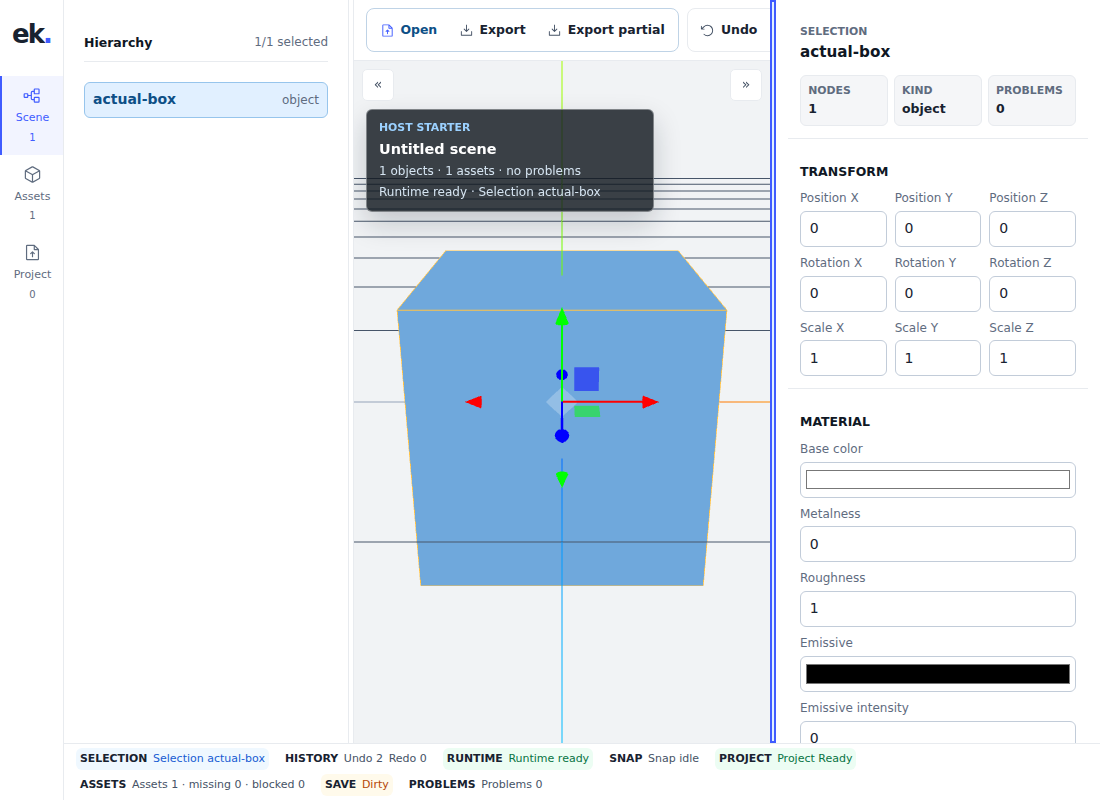 ek.
Scene
1
Assets
1
Project
0
Hierarchy
1/1 selected
actual-box
object
Open
Export
Export partial
Undo
«
»
HOST STARTER
Untitled scene
1 objects · 1 assets · no problems
Runtime ready · Selection actual-box
SELECTION
actual-box
NODES
1
KIND
object
PROBLEMS
0
TRANSFORM
Position X
Position Y
Position Z
0
0
0
Rotation X
Rotation Y
Rotation Z
0
0
0
Scale X
Scale Y
Scale Z
1
1
1
MATERIAL
Base color
Metalness
0
Roughness
1
Emissive
Emissive intensity
0
SELECTION Selection actual-box
HISTORY Undo 2 Redo 0
RUNTIME Runtime ready
SNAP Snap idle
PROJECT Project Ready
ASSETS Assets 1 · missing 0 · blocked 0
SAVE Dirty
PROBLEMS Problems 0